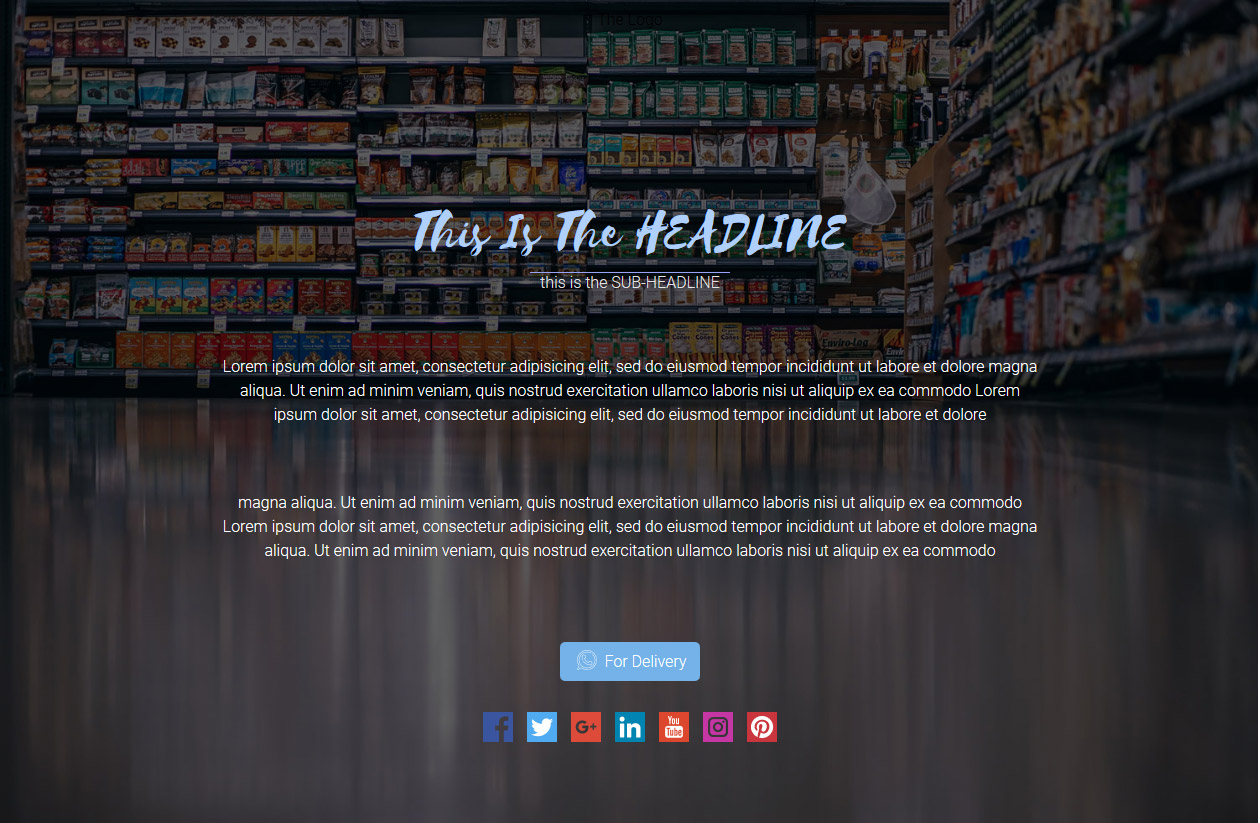 The Logo
This Is The HEADLINE
this is the SUB-HEADLINE
Lorem ipsum dolor sit amet, consectetur adipisicing elit, sed do eiusmod tempor incididunt ut labore et dolore magna
aliqua. Ut enim ad minim veniam, quis nostrud exercitation ullamco laboris nisi ut aliquip ex ea commodo Lorem
ipsum dolor sit amet, consectetur adipisicing elit, sed do eiusmod tempor incididunt ut labore et dolore
magna aliqua. Ut enim ad minim veniam, quis nostrud exercitation ullamco laboris nisi ut aliquip ex ea commodo
Lorem ipsum dolor sit amet, consectetur adipisicing elit, sed do eiusmod tempor incididunt ut labore et dolore magna
aliqua. Ut enim ad minim veniam, quis nostrud exercitation ullamco laboris nisi ut aliquip ex ea commodo
For Delivery
f G+ in You Tube
Enviro-Log